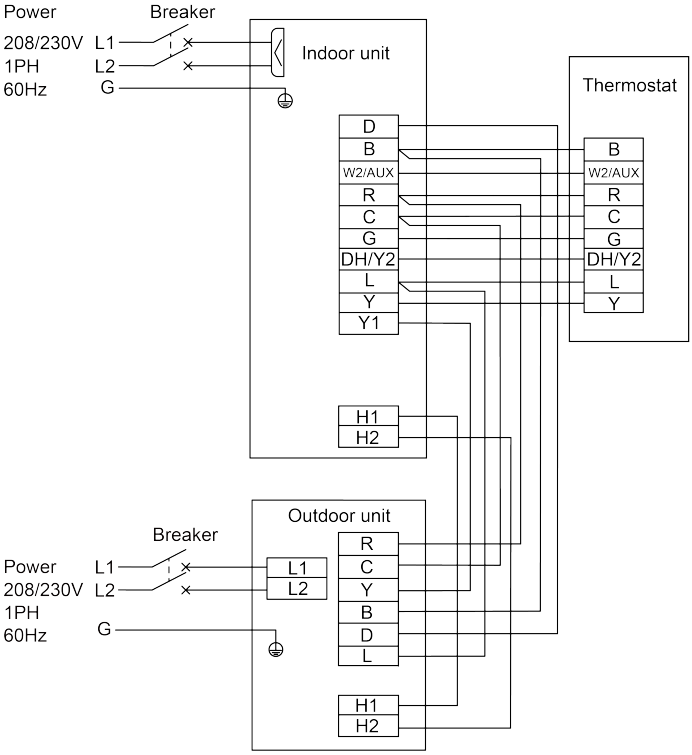 Power
Breaker
208/230V L1
1PH L2
60Hz G
Indoor unit
Thermostat
D
B
W2/AUX
R
C
G
DH/Y2
L
Y
Y1
H1
H2
B
W2/AUX
R
C
G
DH/Y2
L
Y
Outdoor unit
Breaker
Power L1
208/230V L2
1PH
60Hz G
L1
L2
R
C
Y
B
D
L
H1
H2